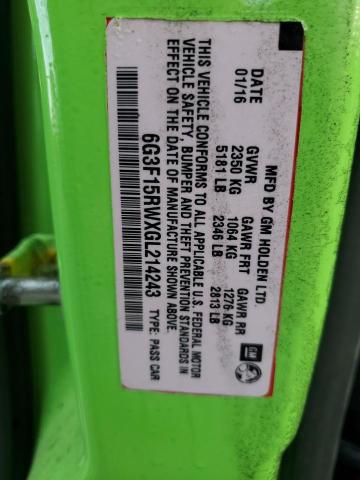 MFD BY GM HOLDEN LTD.
DATE GVWR GAWR FRT GAWR RR
01/16 2350 KG 1064 KG 1276 KG
5181 LB 2346 LB 2813 LB
THIS VEHICLE CONFORMS TO ALL APPLICABLE U.S. FEDERAL MOTOR
VEHICLE SAFETY, BUMPER AND THEFT PREVENTION STANDARDS IN
EFFECT ON THE DATE OF MANUFACTURE SHOWN ABOVE.
6G3F15RWXGL214243 TYPE: PASS CAR
GM